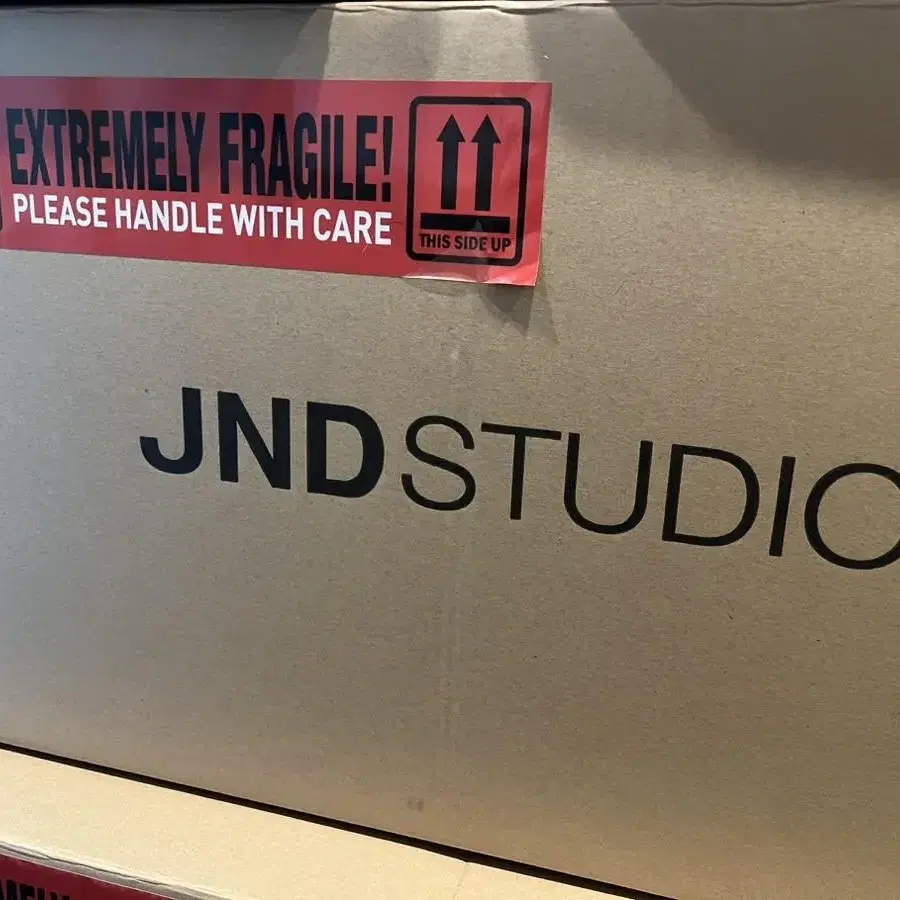 EXTREMELY FRAGILE!
PLEASE HANDLE WITH CARE
THIS SIDE UP
JNDSTUDIO